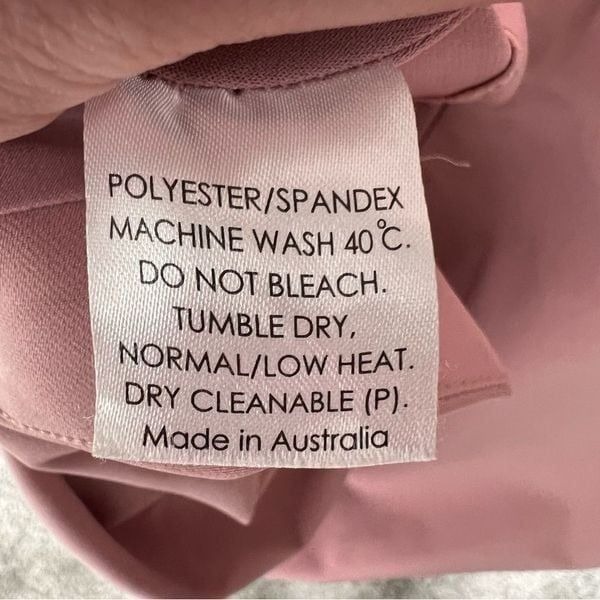 POLYESTER/SPANDEX
MACHINE WASH 40°C.
DO NOT BLEACH.
TUMBLE DRY,
NORMAL/LOW HEAT.
DRY CLEANABLE (P).
Made in Australia